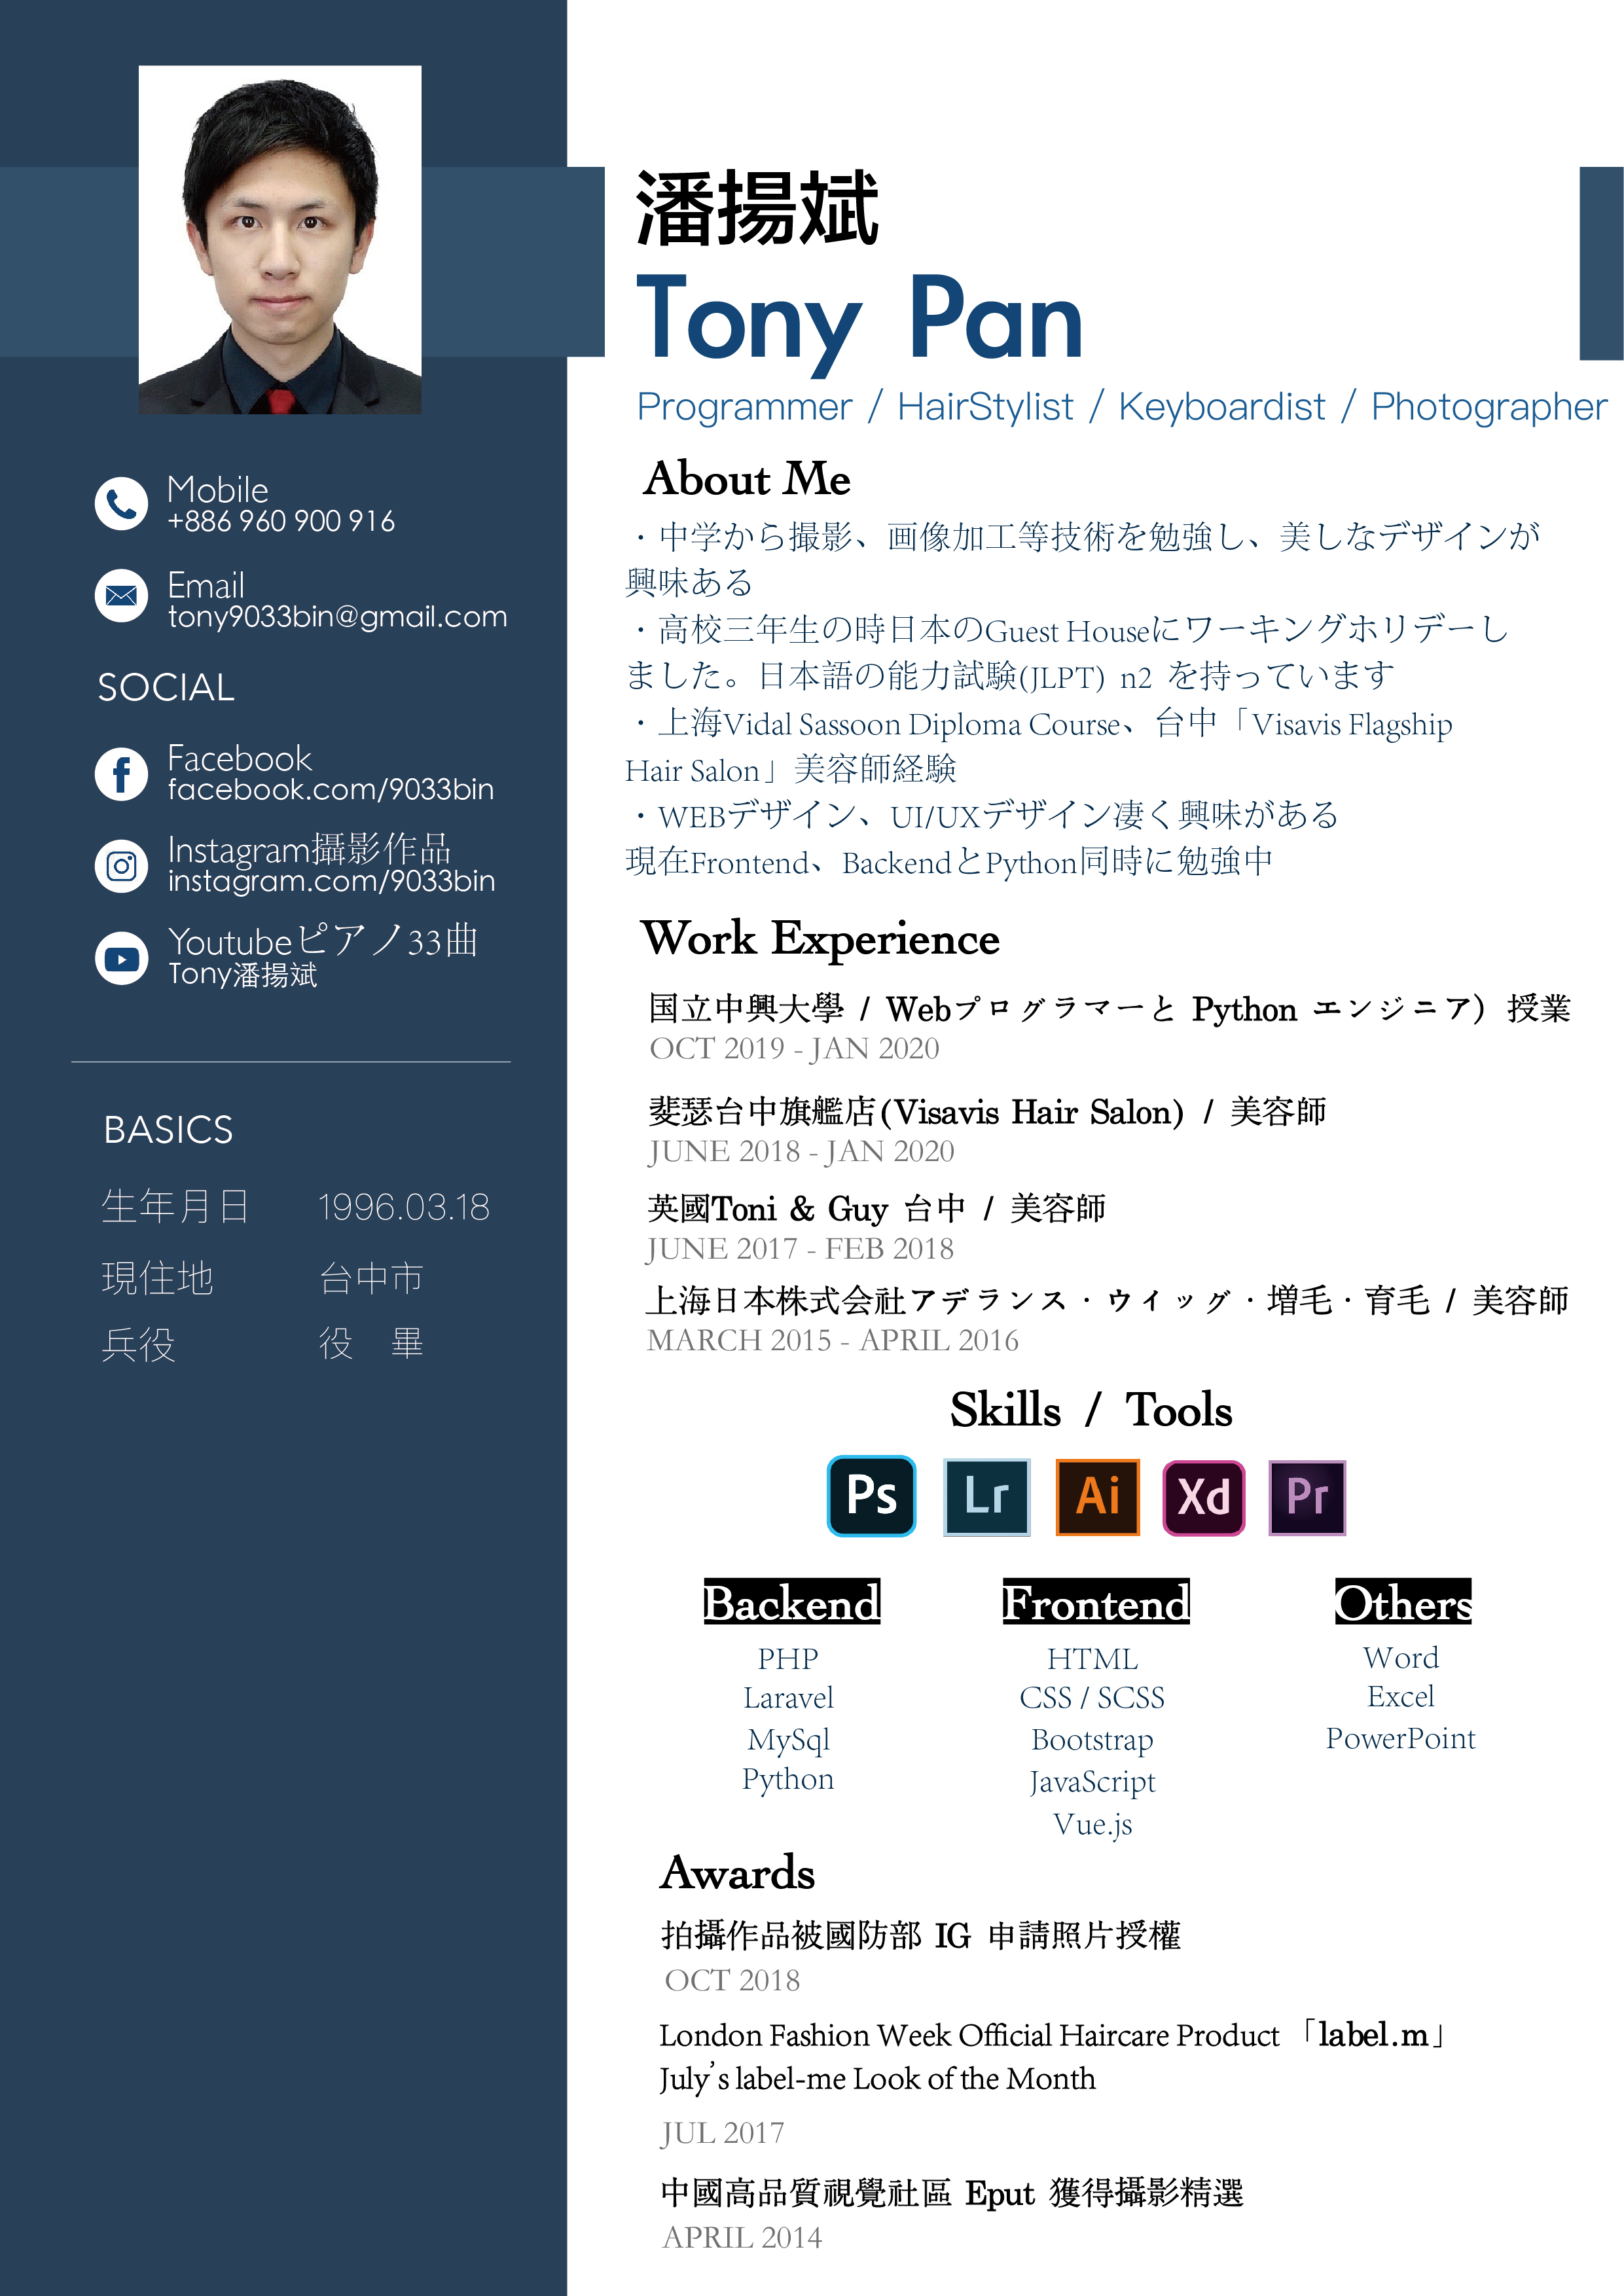 潘揚斌
Tony Pan
Programmer / HairStylist / Keyboardist / Photographer
Mobile
+886 960 900 916
Email
tony9033bin@gmail.com
SOCIAL
Facebook
facebook.com/9033bin
Instagram攝影作品
instagram.com/9033bin
Youtubeピアノ33曲
Tony潘揚斌
BASICS
生年月日 1996.03.18
現住地 台中市
兵役 役 畢
About Me
・中学から撮影、画像加工等技術を勉強し、美しなデザインが
興味ある
・高校三年生の時日本のGuest Houseにワーキングホリデーし
ました。日本語の能力試験(JLPT) n2 を持っています
・上海Vidal Sassoon Diploma Course、台中「Visavis Flagship
Hair Salon」美容師経験
・WEBデザイン、UI/UXデザイン凄く興味がある
現在Frontend、BackendとPython同時に勉強中
Work Experience
国立中興大學 / Webプログラマーと Python エンジニア) 授業
OCT 2019 - JAN 2020
斐瑟台中旗艦店(Visavis Hair Salon) / 美容師
JUNE 2018 - JAN 2020
英國Toni & Guy 台中 / 美容師
JUNE 2017 - FEB 2018
上海日本株式会社アデランス・ウィッグ・増毛・育毛 / 美容師
MARCH 2015 - APRIL 2016
Skills / Tools
Ps Lr Ai Xd Pr
Backend
PHP
Laravel
MySql
Python
Frontend
HTML
CSS / SCSS
Bootstrap
JavaScript
Vue.js
Others
Word
Excel
PowerPoint
Awards
拍攝作品被國防部 IG 申請照片授權
OCT 2018
London Fashion Week Official Haircare Product 「label.m」
July's label-me Look of the Month
JUL 2017
中國高品質視覺社區 Eput 獲得攝影精選
APRIL 2014